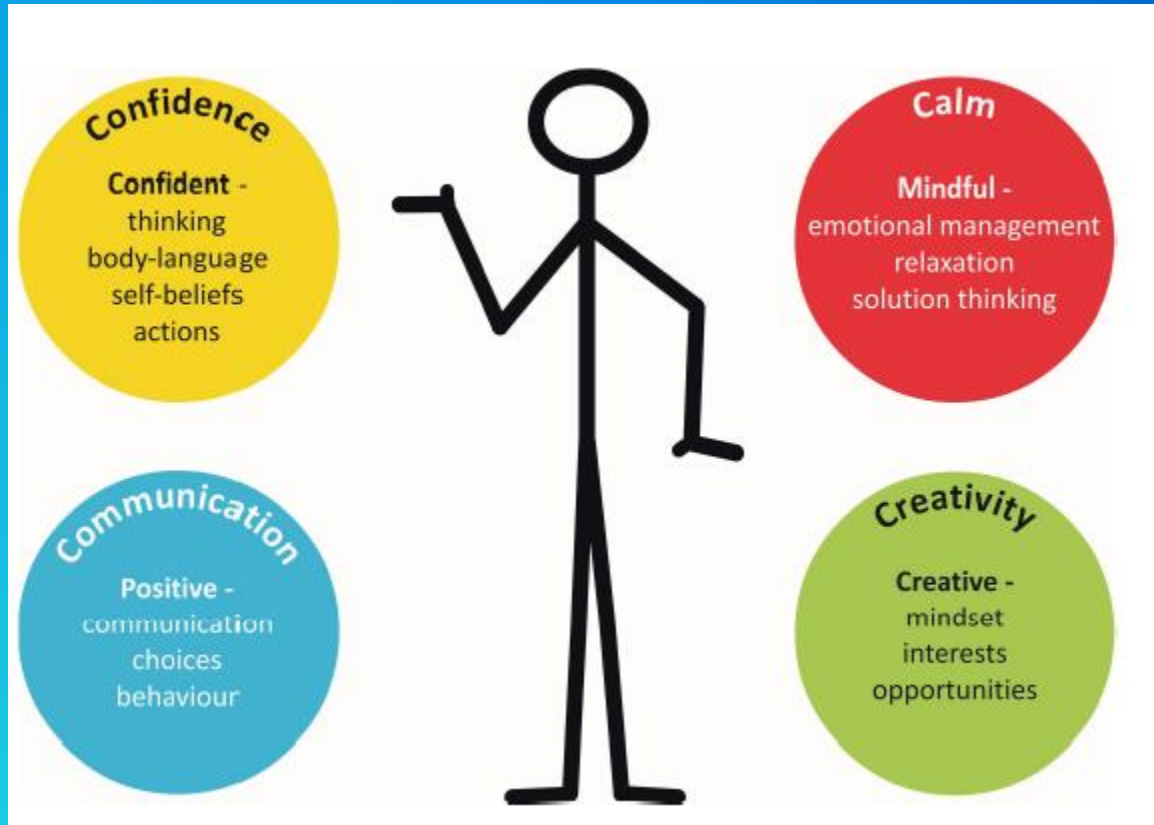 Confidence
Confident -
thinking
body-language
self-beliefs
actions
Calm
Mindful -
emotional management
relaxation
solution thinking
Communication
Positive -
communication
choices
behaviour
Creativity
Creative -
mindset
interests
opportunities